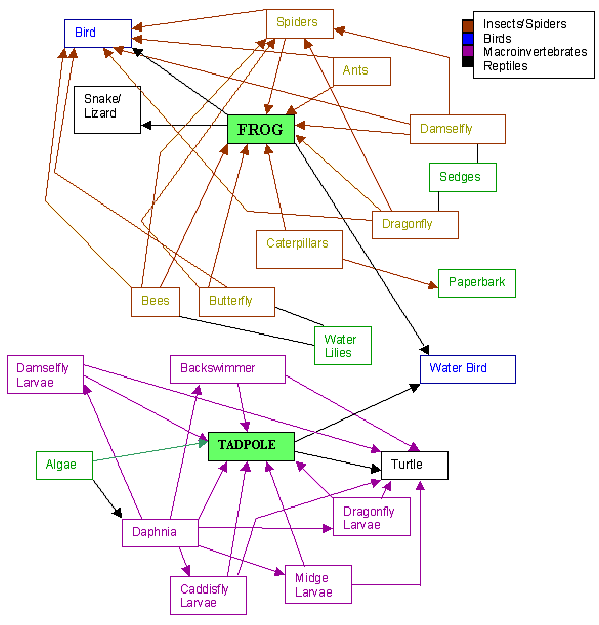 Bird
Spiders
Insects/Spiders
Birds
Macroinvertebrates
Reptiles
Ants
Snake/
Lizard
FROG
Damselfly
Sedges
Dragonfly
Caterpillars
Paperbark
Bees
Butterfly
Water
Lilies
Damselfly
Larvae
Backswimmer
Water Bird
TADPOLE
Algae
Turtle
Daphnia
Dragonfly
Larvae
Caddisfly
Larvae
Midge
Larvae